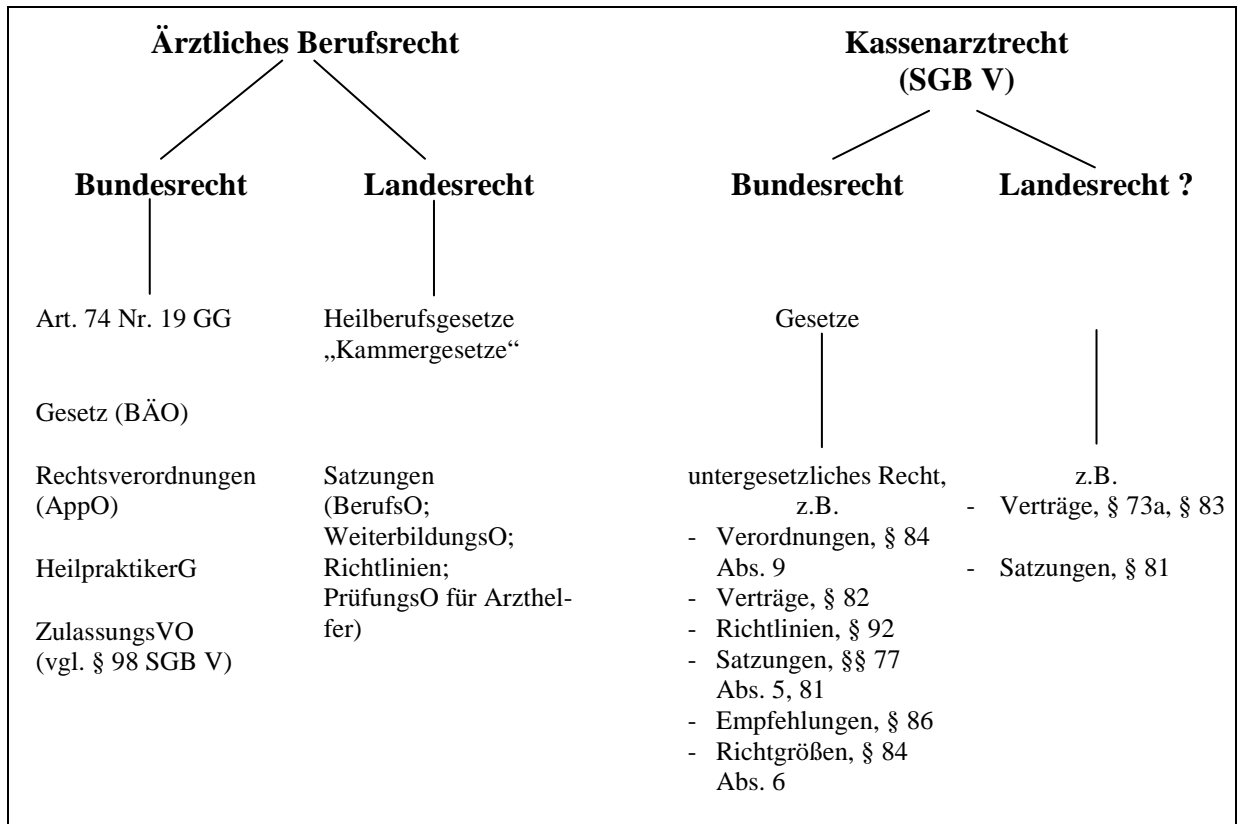 Ärztliches Berufsrecht
Bundesrecht
Art. 74 Nr. 19 GG
Gesetz (BÄO)
Rechtsverordnungen
(AppO)
HeilpraktikerG
ZulassungsVO
(vgl. § 98 SGB V)
Landesrecht
Heilberufsgesetze
„Kammergesetze“
Satzungen
(BerufsO;
WeiterbildungsO;
Richtlinien;
PrüfungsO für Arzthel-
fer)
Kassenarztrecht
(SGB V)
Bundesrecht
Gesetze
untergesetzliches Recht,
z.B.
- Verordnungen, § 84
Abs. 9
- Verträge, § 82
- Richtlinien, § 92
- Satzungen, §§ 77
Abs. 5, 81
- Empfehlungen, § 86
- Richtgrößen, § 84
Abs. 6
Landesrecht ?
z.B.
- Verträge, § 73a, § 83
- Satzungen, § 81